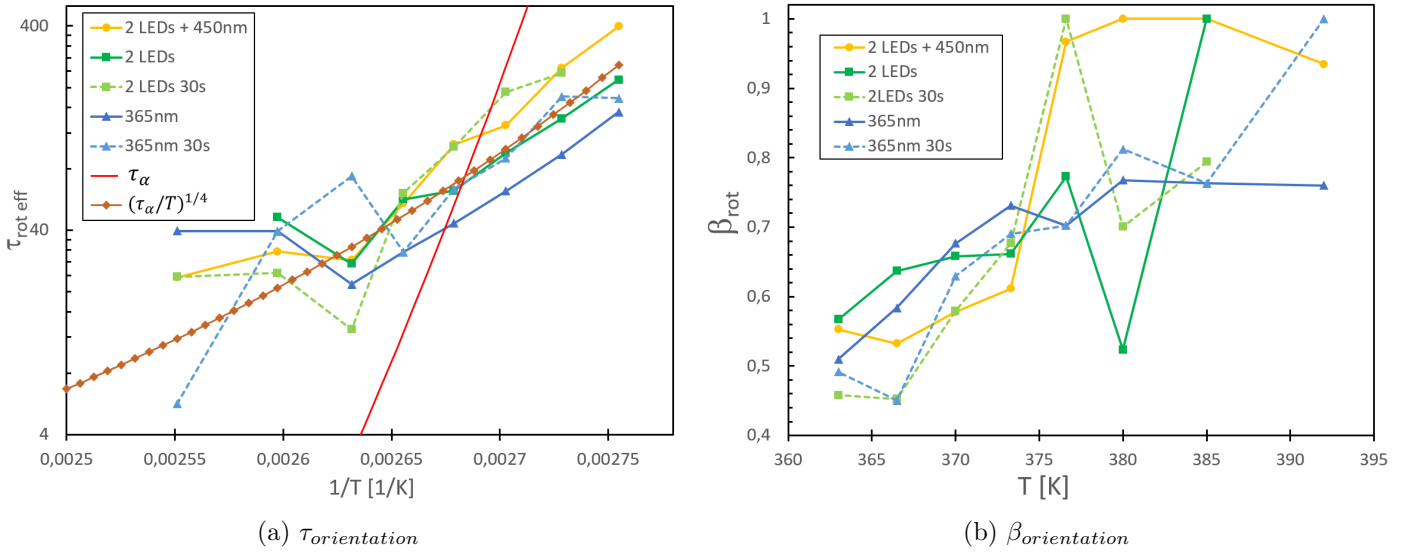 400
40
4
τrot eff
2 LEDs + 450nm
2 LEDs
2 LEDs 30s
365nm
365nm 30s
τα
(τα/T)1/4
0,0025
0,00255
0,0026
0,00265
0,0027
0,00275
1/T [1/K]
(a) τorientation
1
0,9
0,8
0,7
0,6
0,5
0,4
βrot
2 LEDs + 450nm
2 LEDs
2LEDs 30s
365nm
365nm 30s
360
365
370
375
380
385
390
395
T [K]
(b) βorientation